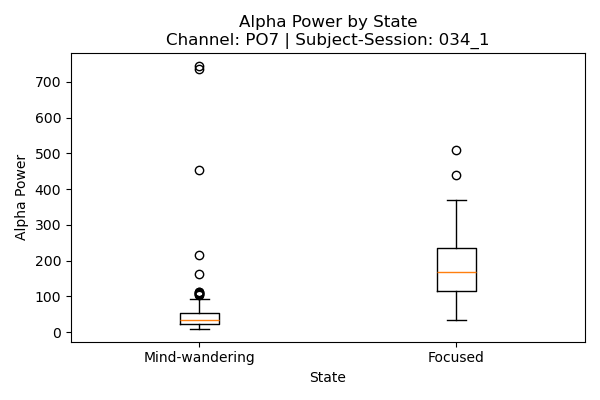 Alpha Power by State
Channel: PO7 | Subject-Session: 034_1
700
600
500
400
300
200
100
0
Alpha Power
Mind-wandering
Focused
State